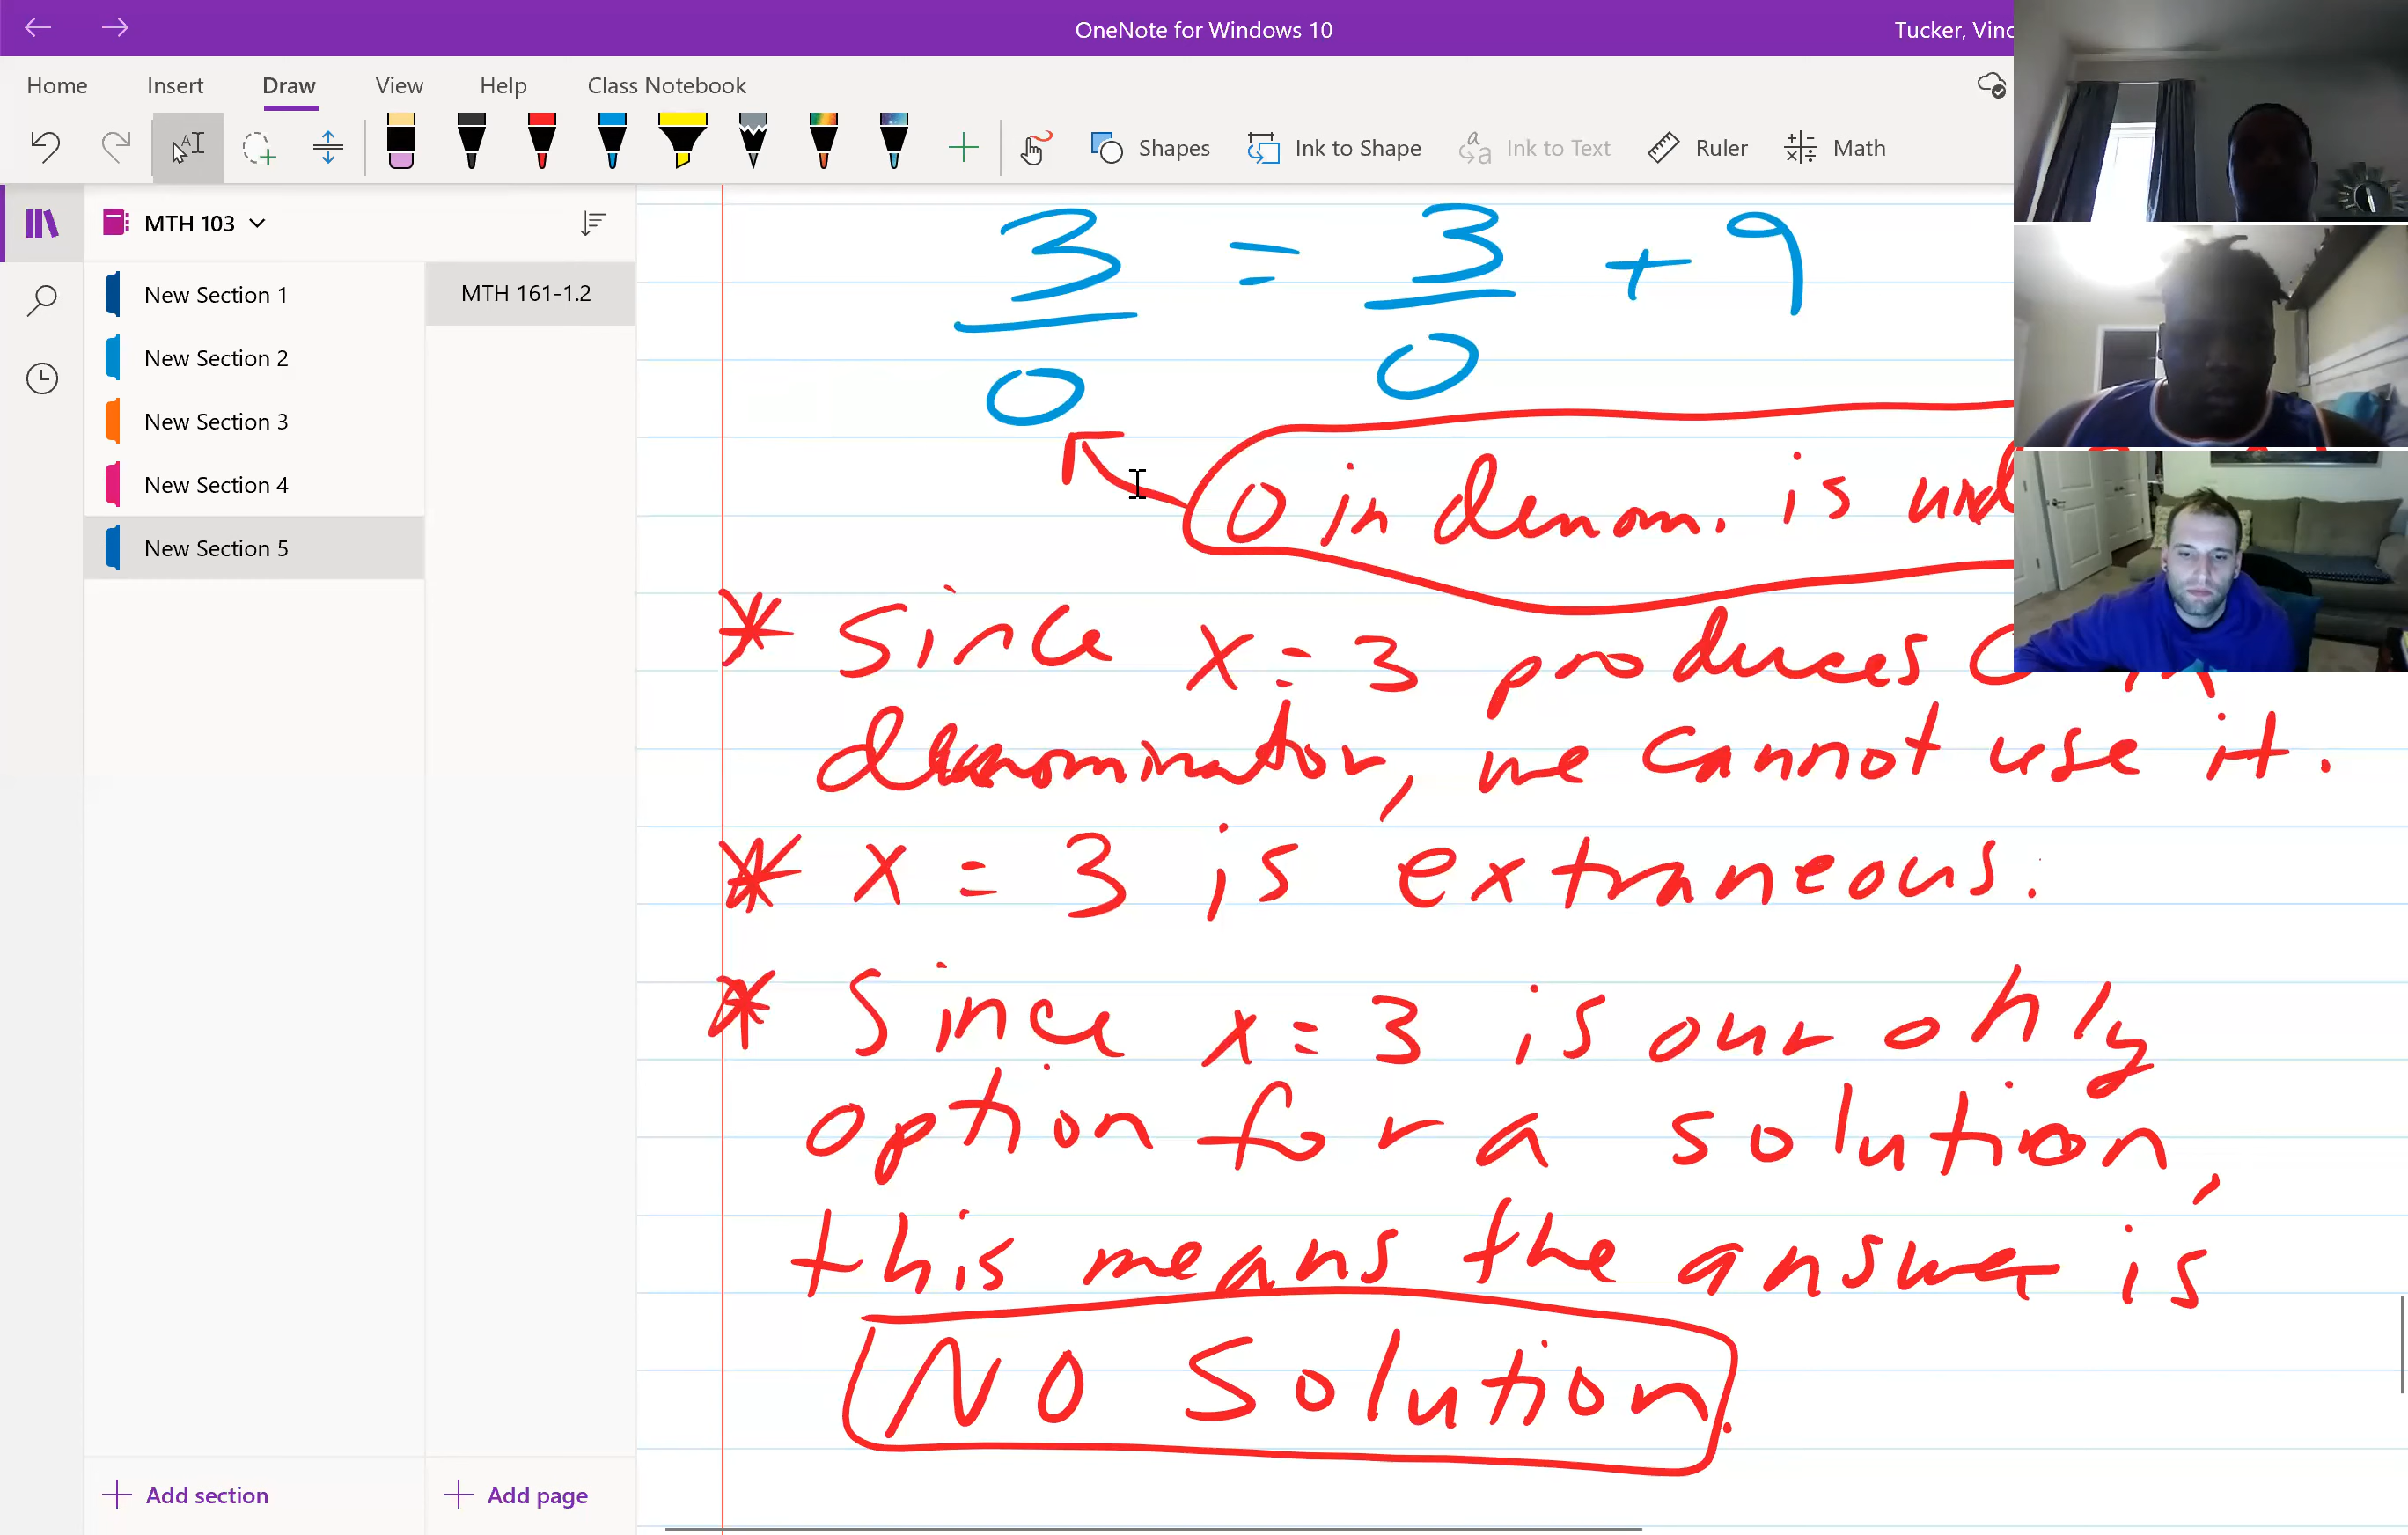 OneNote for Windows 10
Tucker, Vinc
Home Insert Draw View Help Class Notebook
Shapes Ink to Shape Ink to Text Ruler Math
MTH 103
New Section 1
New Section 2
New Section 3
New Section 4
New Section 5
MTH 161-1.2
Add section
Add page
3/0 = 3/0 + 9
0 in denom. is und
* Since x = 3 produces 0 in
denominator, we cannot use it.
* x = 3 is extraneous.
* Since x = 3 is our only
option for a solution,
this means the answer is
NO Solution.